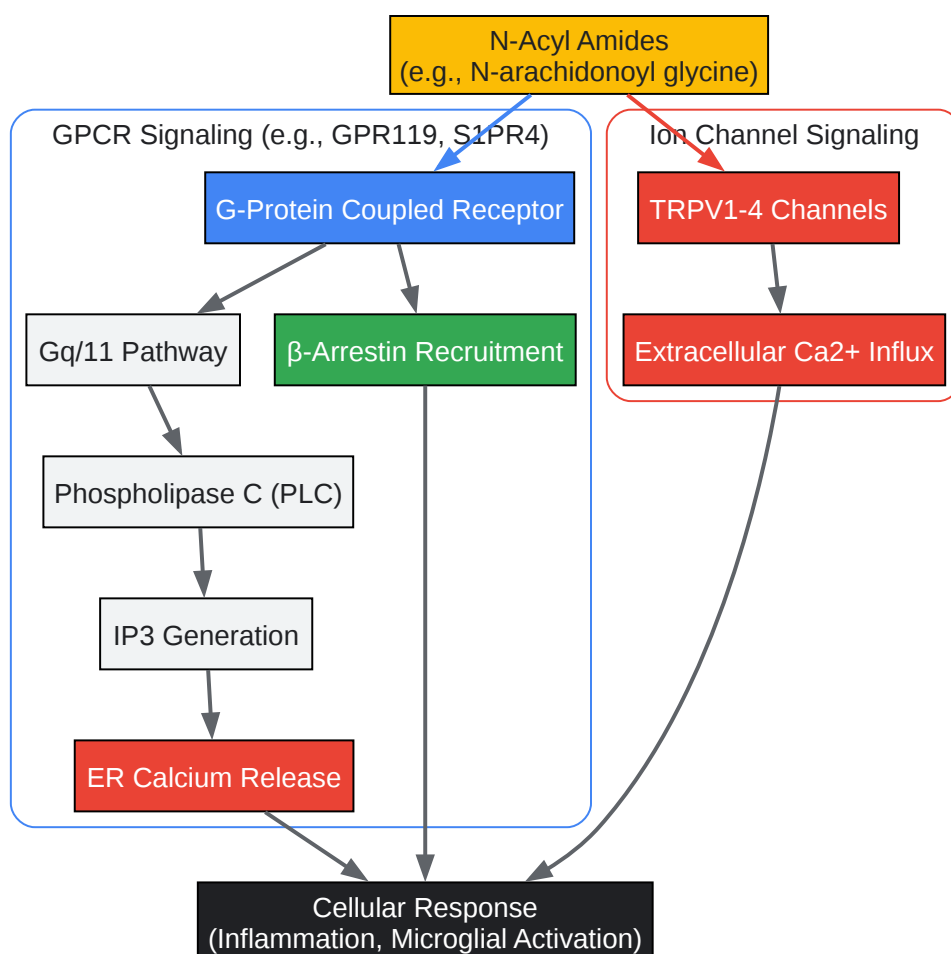 N-Acyl Amides
(e.g., N-arachidonoyl glycine)
GPCR Signaling (e.g., GPR119, S1PR4)
Ion Channel Signaling
G-Protein Coupled Receptor
TRPV1-4 Channels
Gq/11 Pathway
β-Arrestin Recruitment
Extracellular Ca2+ Influx
Phospholipase C (PLC)
IP3 Generation
ER Calcium Release
Cellular Response
(Inflammation, Microglial Activation)